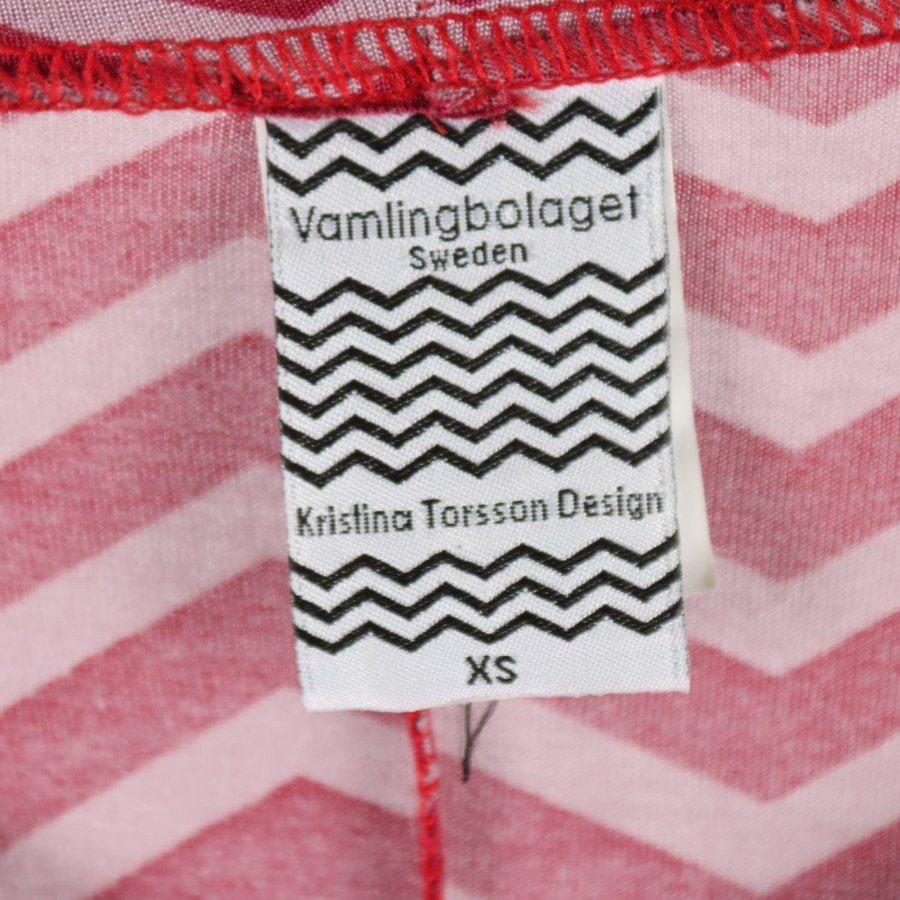 Vamlingbolaget
Sweden
Kristina Torsson Design
XS